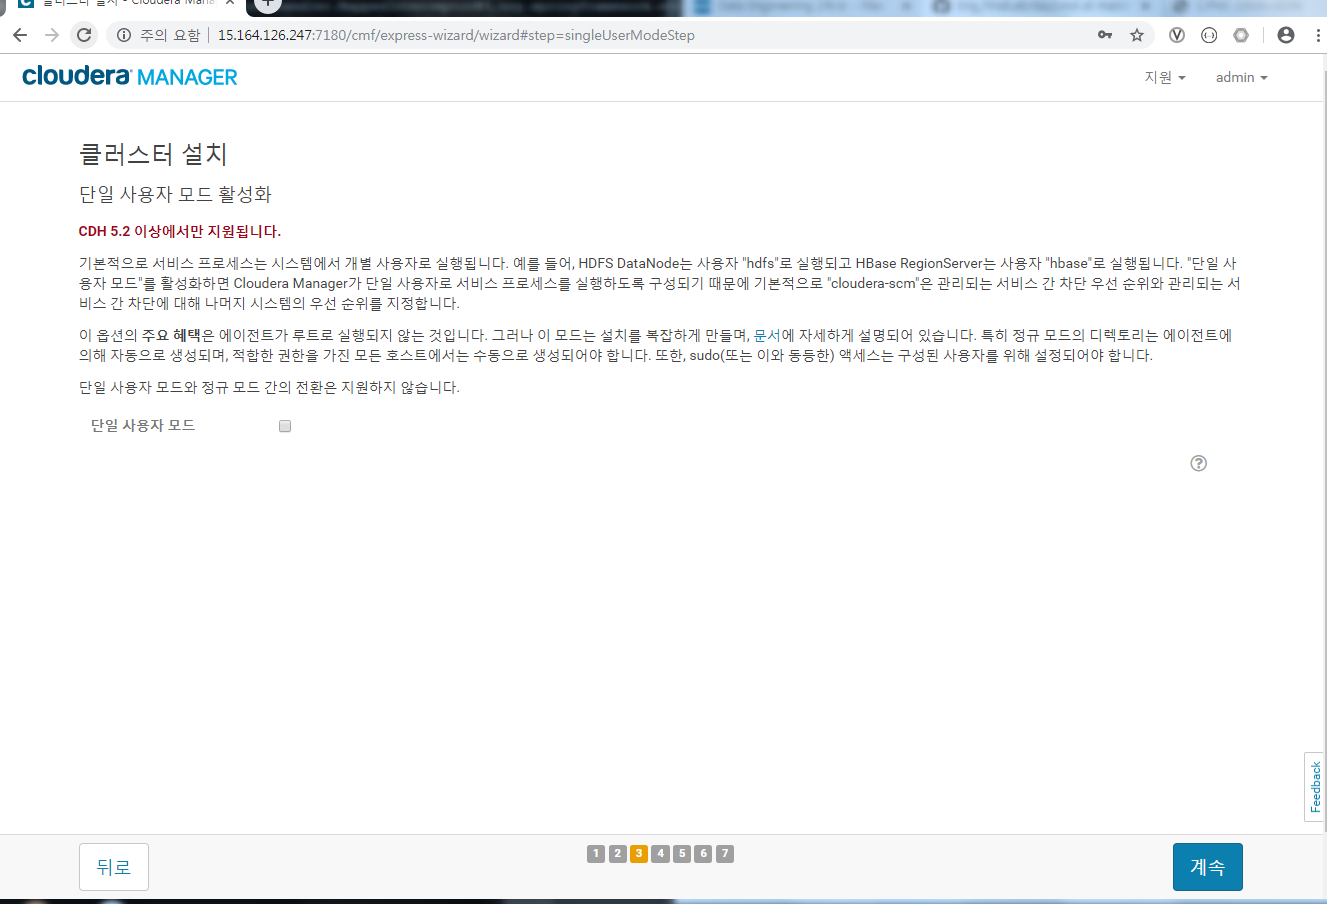 클러스터 설치 - Cloudera Mana
주의 요함 15.164.126.247:7180/cmf/express-wizard/wizard#step=singleUserModeStep
cloudera MANAGER
지원 admin
클러스터 설치
단일 사용자 모드 활성화
CDH 5.2 이상에서만 지원됩니다.
기본적으로 서비스 프로세스는 시스템에서 개별 사용자로 실행됩니다. 예를 들어, HDFS DataNode는 사용자 "hdfs"로 실행되고 HBase RegionServer는 사용자 "hbase"로 실행됩니다. "단일 사
용자 모드"를 활성화하면 Cloudera Manager가 단일 사용자로 서비스 프로세스를 실행하도록 구성되기 때문에 기본적으로 "cloudera-scm"은 관리되는 서비스 간 차단 우선 순위와 관리되는 서
비스 간 차단에 대해 나머지 시스템의 우선 순위를 지정합니다.
이 옵션의 주요 혜택은 에이전트가 루트로 실행되지 않는 것입니다. 그러나 이 모드는 설치를 복잡하게 만들며, 문서에 자세하게 설명되어 있습니다. 특히 정규 모드의 디렉토리는 에이전트에
의해 자동으로 생성되며, 적합한 권한을 가진 모든 호스트에서는 수동으로 생성되어야 합니다. 또한, sudo(또는 이와 동등한) 액세스는 구성된 사용자를 위해 설정되어야 합니다.
단일 사용자 모드와 정규 모드 간의 전환은 지원하지 않습니다.
단일 사용자 모드
Feedback
뒤로 1 2 3 4 5 6 7 계속